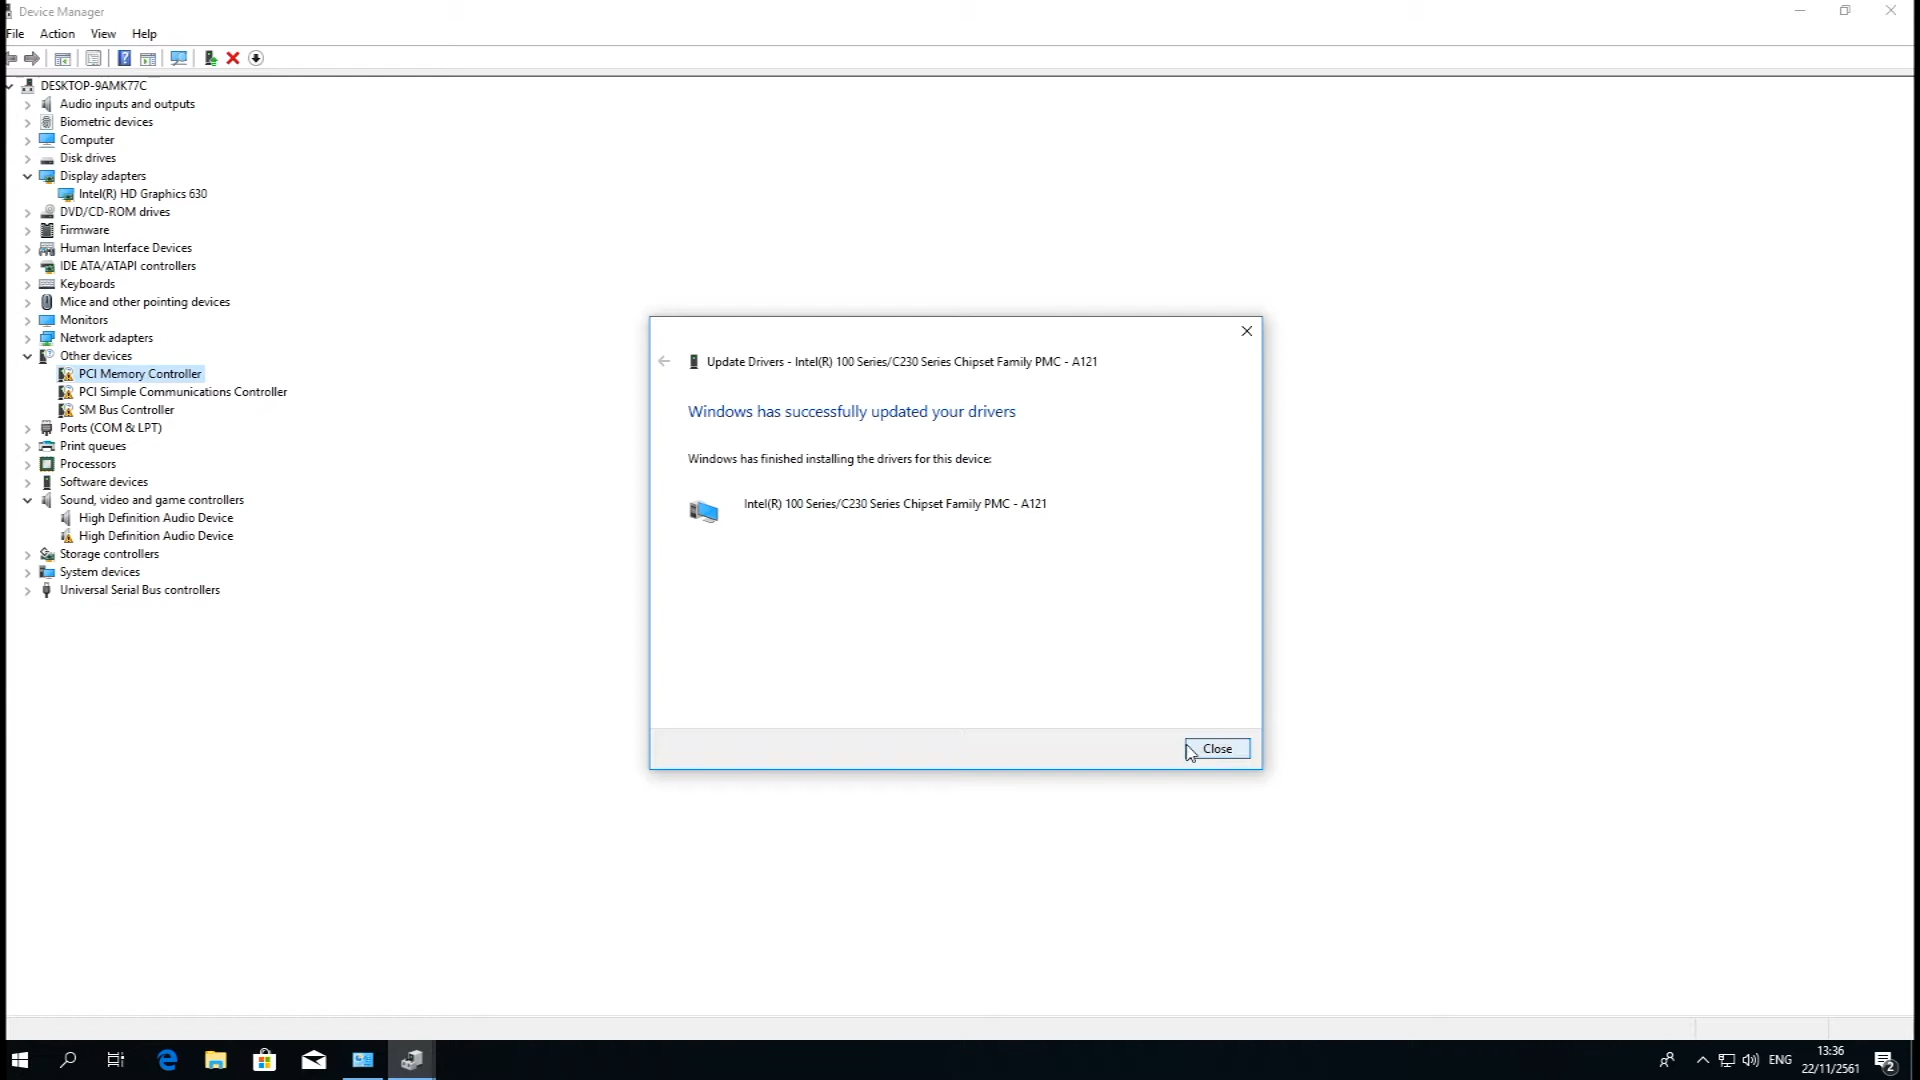 Device Manager
File Action View Help
DESKTOP-9AMK77C
Audio inputs and outputs
Biometric devices
Computer
Disk drives
Display adapters
Intel(R) HD Graphics 630
DVD/CD-ROM drives
Firmware
Human Interface Devices
IDE ATA/ATAPI controllers
Keyboards
Mice and other pointing devices
Monitors
Network adapters
Other devices
PCI Memory Controller
PCI Simple Communications Controller
SM Bus Controller
Ports (COM & LPT)
Print queues
Processors
Software devices
Sound, video and game controllers
High Definition Audio Device
High Definition Audio Device
Storage controllers
System devices
Universal Serial Bus controllers
Update Drivers - Intel(R) 100 Series/C230 Series Chipset Family PMC - A121
Windows has successfully updated your drivers
Windows has finished installing the drivers for this device:
Intel(R) 100 Series/C230 Series Chipset Family PMC - A121
Close
ENG
13:36
22/11/2561
2